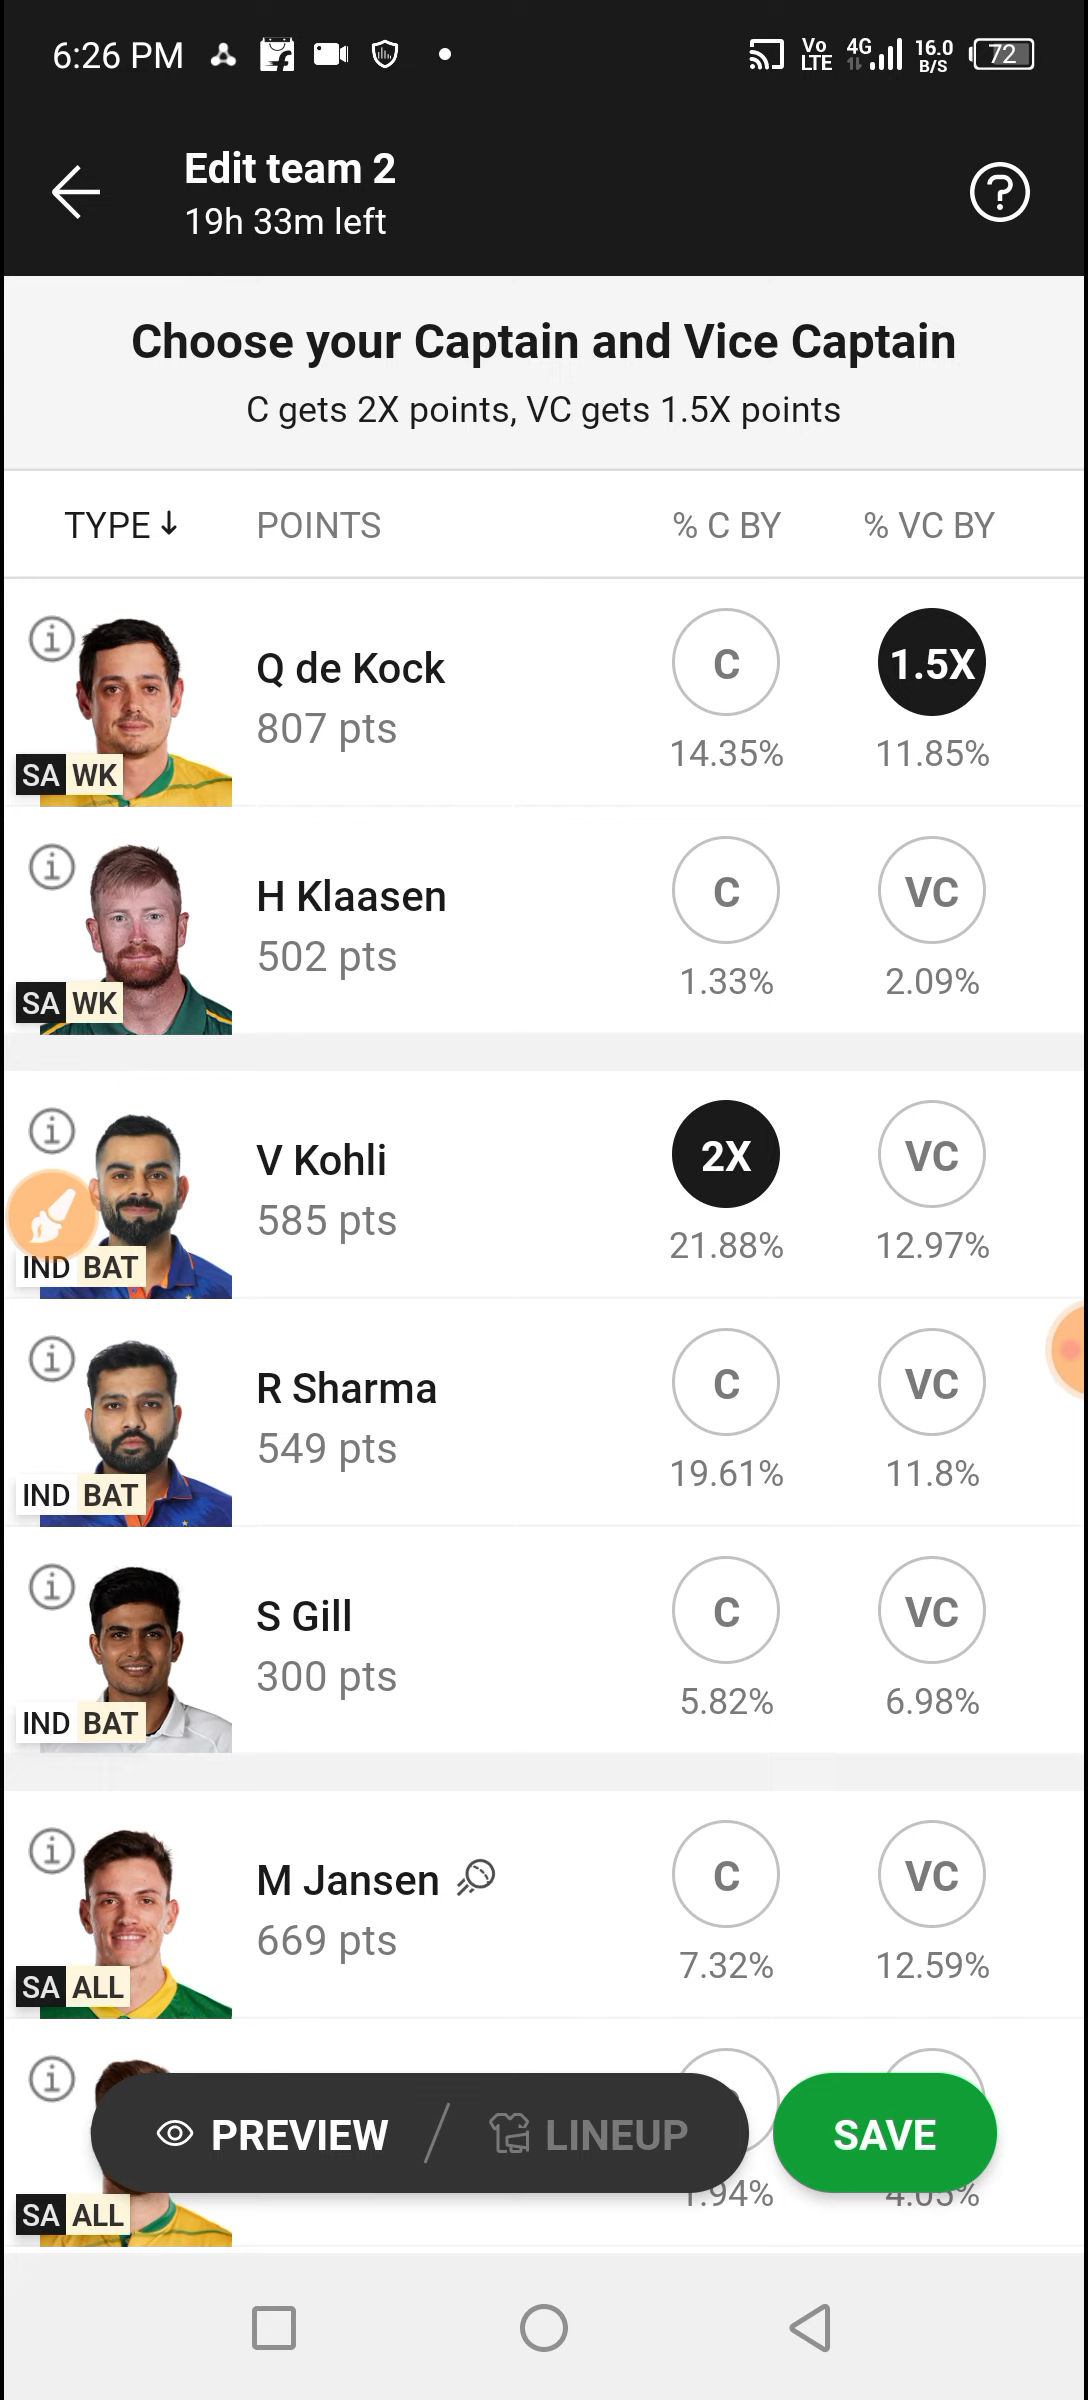 6:26 PM
Vo LTE 4G 16.0 B/S 72
Edit team 2
19h 33m left
Choose your Captain and Vice Captain
C gets 2X points, VC gets 1.5X points
TYPE POINTS % C BY % VC BY
Q de Kock C 1.5X
807 pts 14.35% 11.85%
SA WK
H Klaasen C VC
502 pts 1.33% 2.09%
SA WK
V Kohli 2X VC
585 pts 21.88% 12.97%
IND BAT
R Sharma C VC
549 pts 19.61% 11.8%
IND BAT
S Gill C VC
300 pts 5.82% 6.98%
IND BAT
M Jansen C VC
669 pts 7.32% 12.59%
SA ALL
PREVIEW LINEUP SAVE
1.94% 4.05%
SA ALL